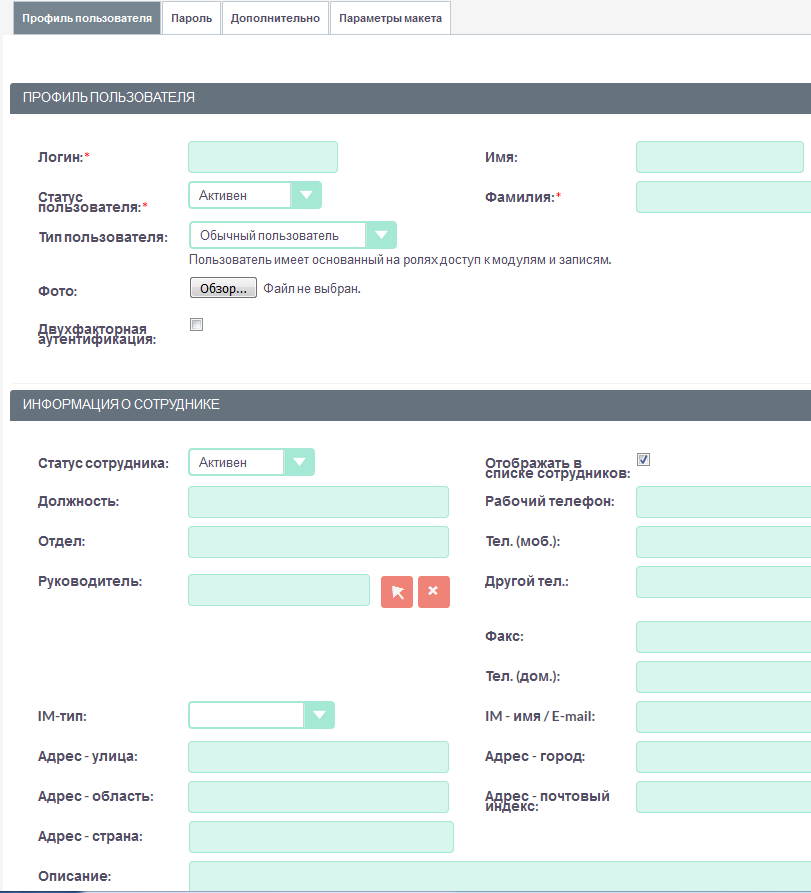 Профиль пользователя Пароль Дополнительно Параметры макета
ПРОФИЛЬ ПОЛЬЗОВАТЕЛЯ
Логин:* Имя:
Статус
пользователя:* Активен Фамилия:*
Тип пользователя: Обычный пользователь
Пользователь имеет основанный на ролях доступ к модулям и записям.
Фото: Обзор... Файл не выбран.
Двухфакторная
аутентификация:
ИНФОРМАЦИЯ О СОТРУДНИКЕ
Статус сотрудника: Активен Отображать в
списке сотрудников:
Должность: Рабочий телефон:
Отдел: Тел. (моб.):
Руководитель: Другой тел.:
Факс:
Тел. (дом.):
IM-тип: IM - имя / E-mail:
Адрес - улица: Адрес - город:
Адрес - область: Адрес - почтовый
индекс:
Адрес - страна:
Описание: